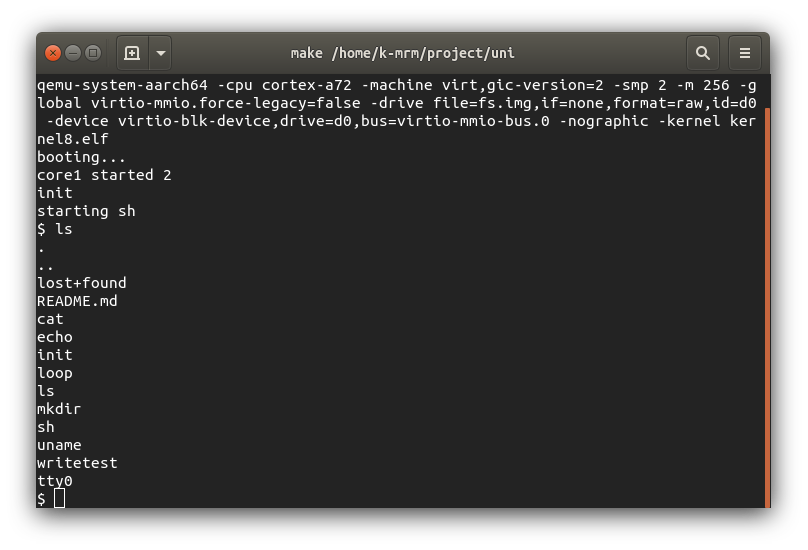 make /home/k-mrm/project/uni
qemu-system-aarch64 -cpu cortex-a72 -machine virt,gic-version=2 -smp 2 -m 256 -g
lobal virtio-mmio.force-legacy=false -drive file=fs.img,if=none,format=raw,id=d0
 -device virtio-blk-device,drive=d0,bus=virtio-mmio-bus.0 -nographic -kernel ker
nel8.elf
booting...
core1 started 2
init
starting sh
$ ls
.
..
lost+found
README.md
cat
echo
init
loop
ls
mkdir
sh
uname
writetest
tty0
$